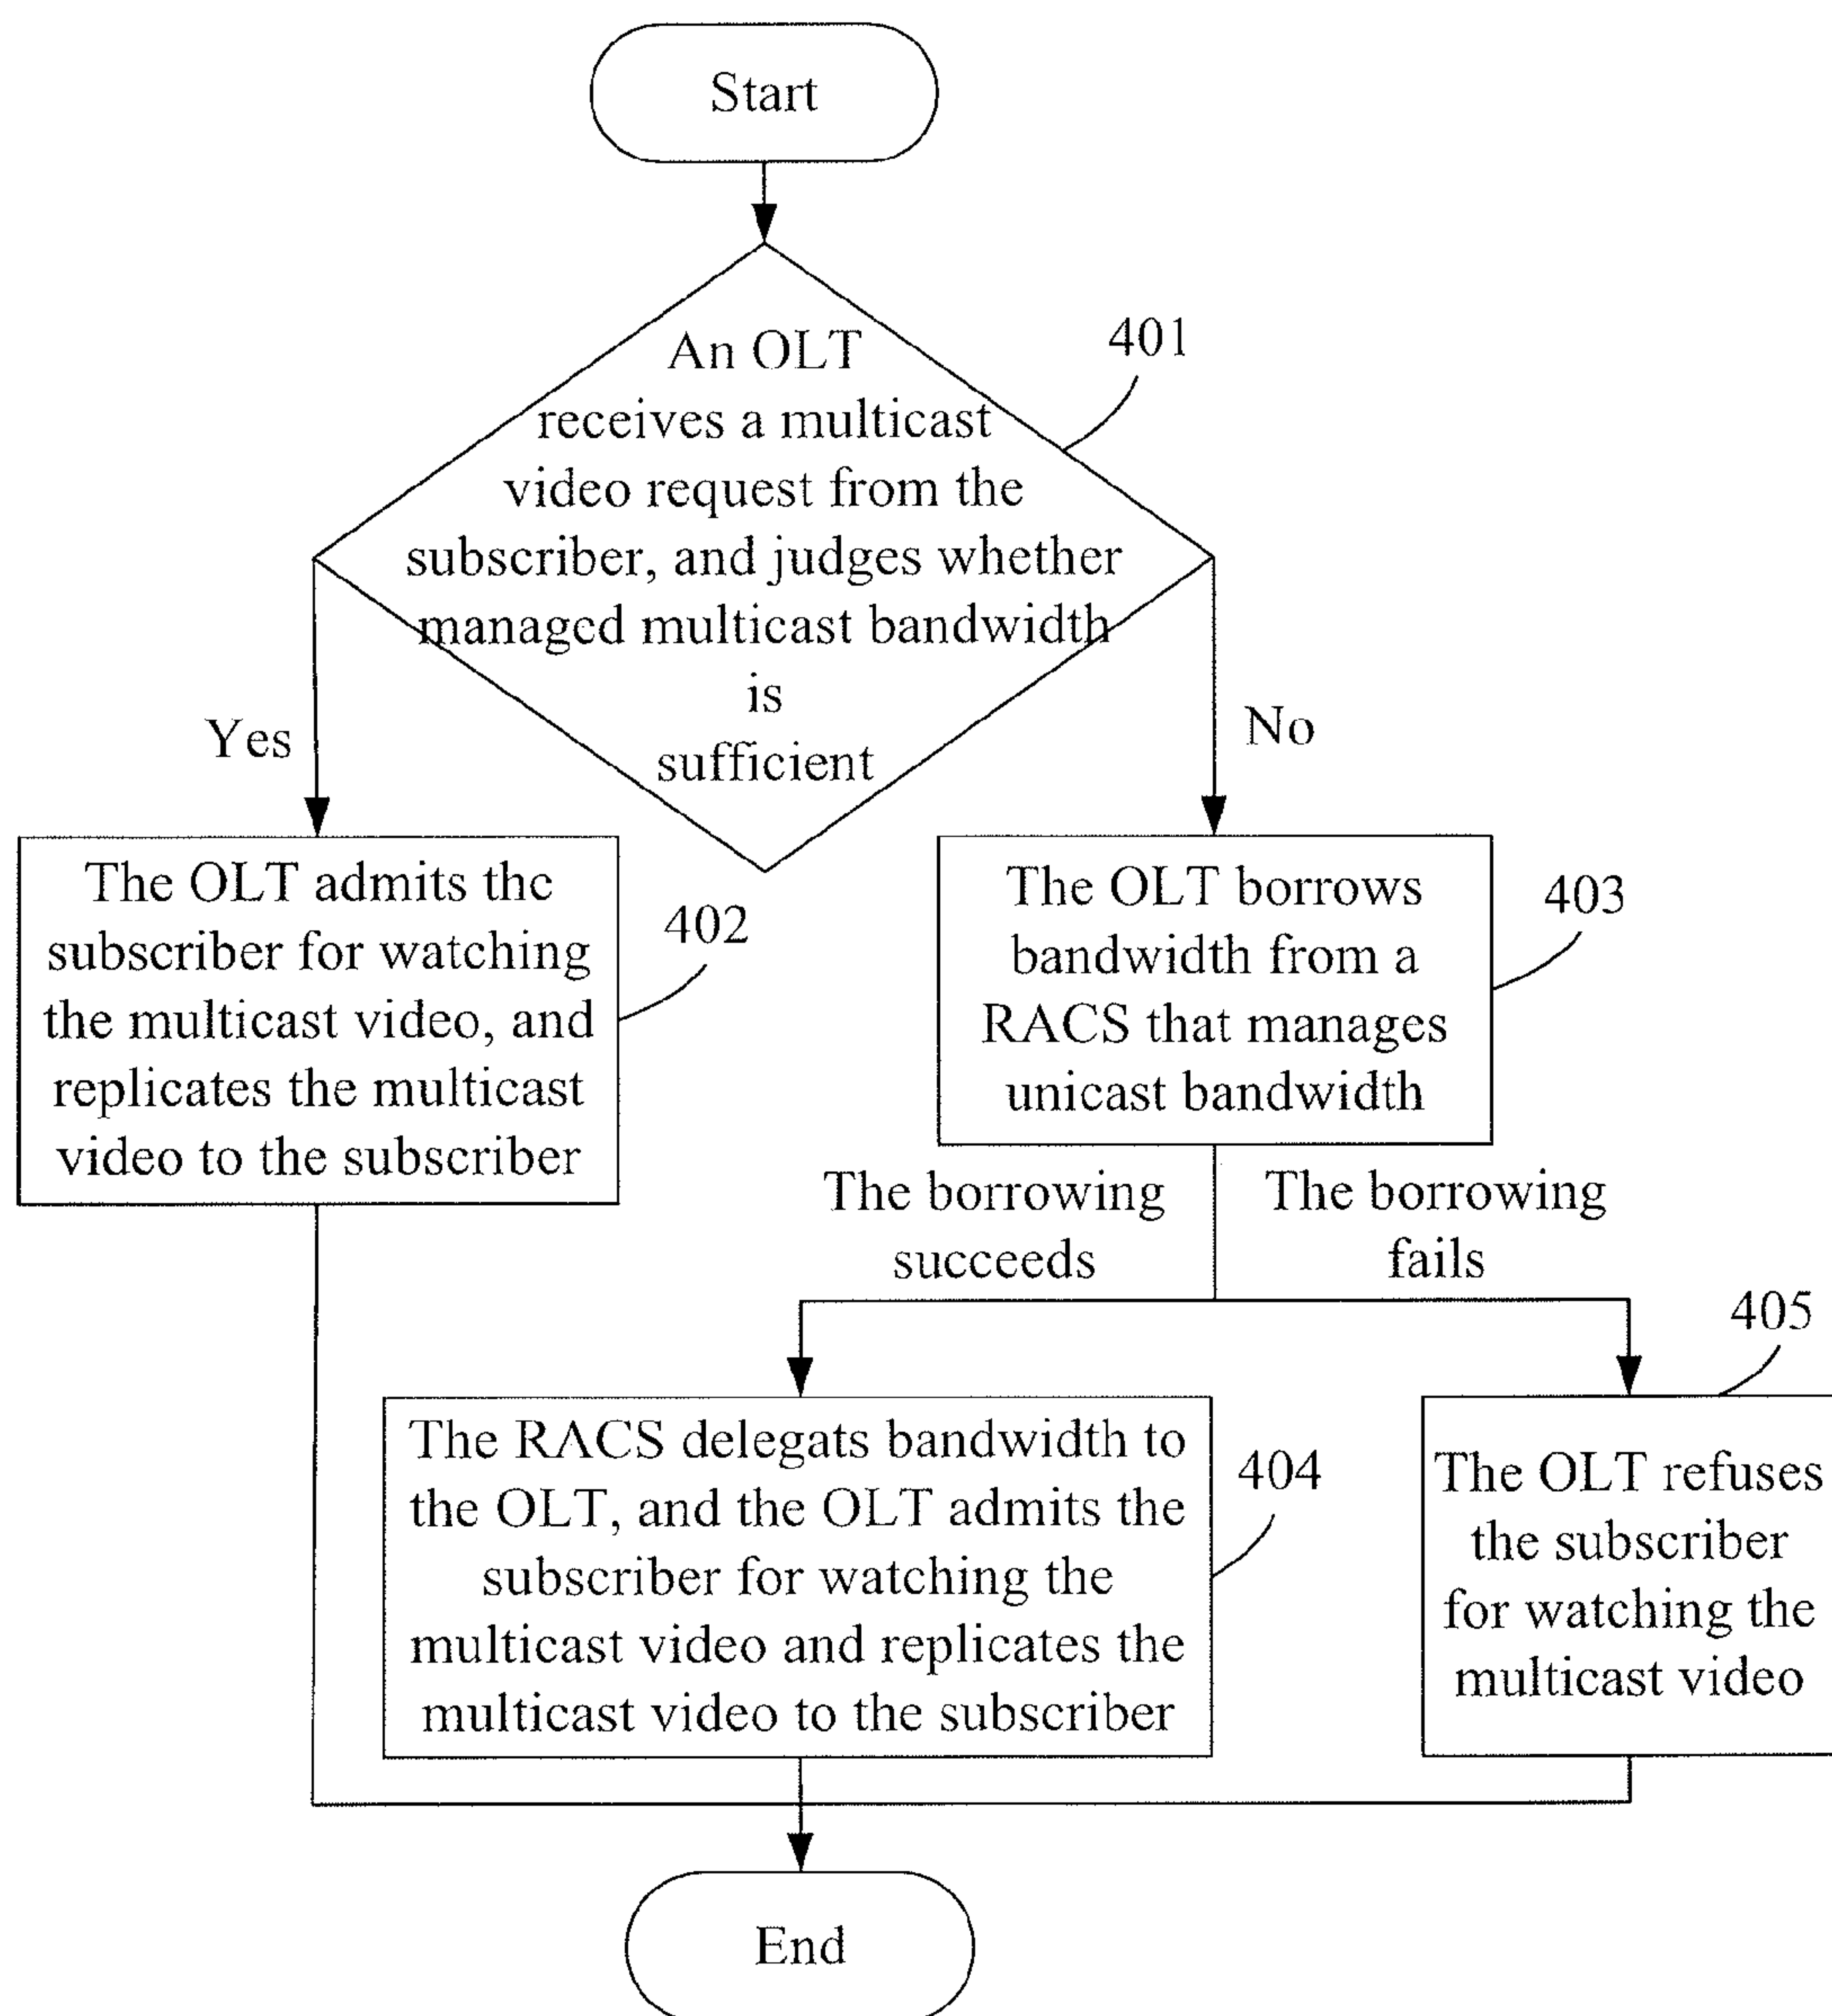 Start
An OLT
receives a multicast
video request from the
subscriber, and judges whether
managed multicast bandwidth
is
sufficient
401
Yes
No
The OLT admits the
subscriber for watching
the multicast video, and
replicates the multicast
video to the subscriber
402
The OLT borrows
bandwidth from a
RACS that manages
unicast bandwidth
403
The borrowing
succeeds
The borrowing
fails
The RACS delegats bandwidth to
the OLT, and the OLT admits the
subscriber for watching the
multicast video and replicates the
multicast video to the subscriber
404
405
The OLT refuses
the subscriber
for watching the
multicast video
End